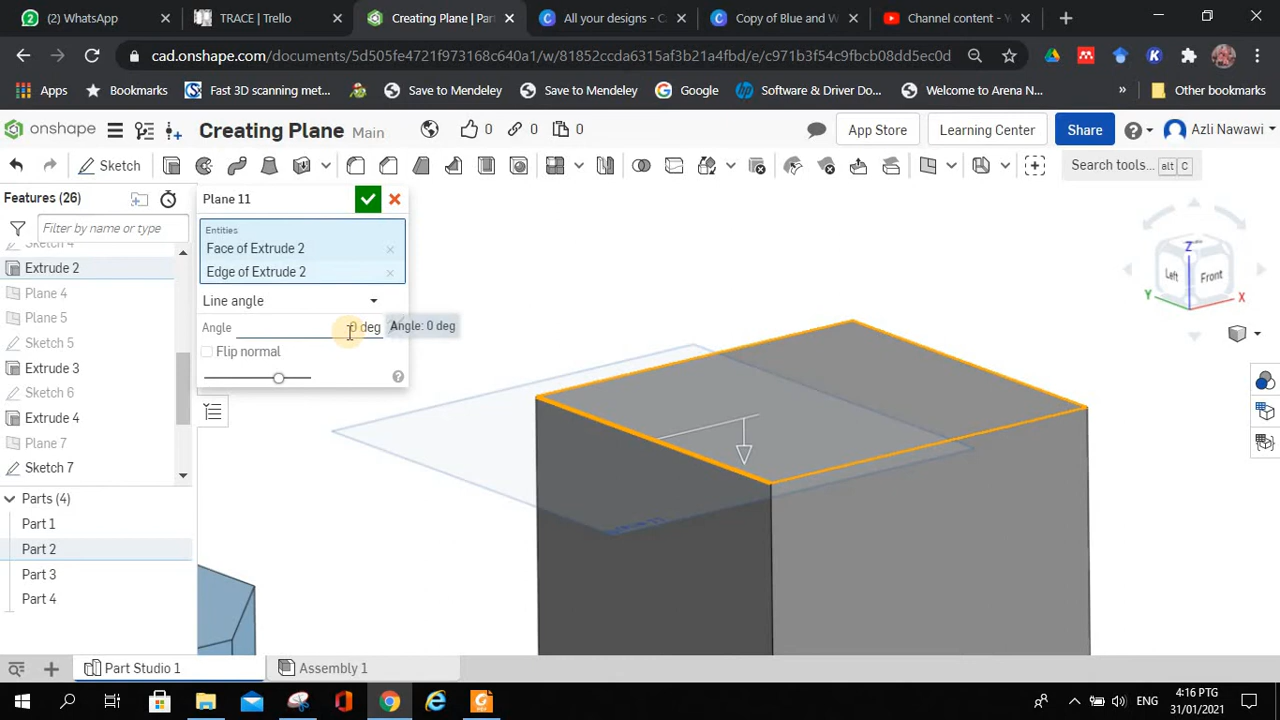 (2) WhatsApp
TRACE | Trello
Creating Plane | Part
All your designs - C
Copy of Blue and W
Channel content - Y
cad.onshape.com/documents/5d505fe4721f973631470/w/81852ccda6315af3b21a4fbd/e/c971b3f54c9fbcb08dd5ec0d
Apps
Bookmarks
Fast 3D scanning met...
Save to Mendeley
Save to Mendeley
Google
Software & Driver Do...
Welcome to Arena N...
»
Other bookmarks
onshape
Creating Plane Main
0
0
0
App Store
Learning Center
Share
Azli Nawawi
Sketch
Search tools... alt C
Features (26)
Filter by name or type
Sketch 4
Extrude 2
Plane 4
Plane 5
Sketch 5
Extrude 3
Sketch 6
Extrude 4
Plane 7
Sketch 7
Parts (4)
Part 1
Part 2
Part 3
Part 4
Plane 11
Entities
Face of Extrude 2
Edge of Extrude 2
Line angle
Angle 0 deg
Angle: 0 deg
Flip normal
Z
Left
Front
Y
X
Part Studio 1
Assembly 1
ENG
4:16 PTG
31/01/2021